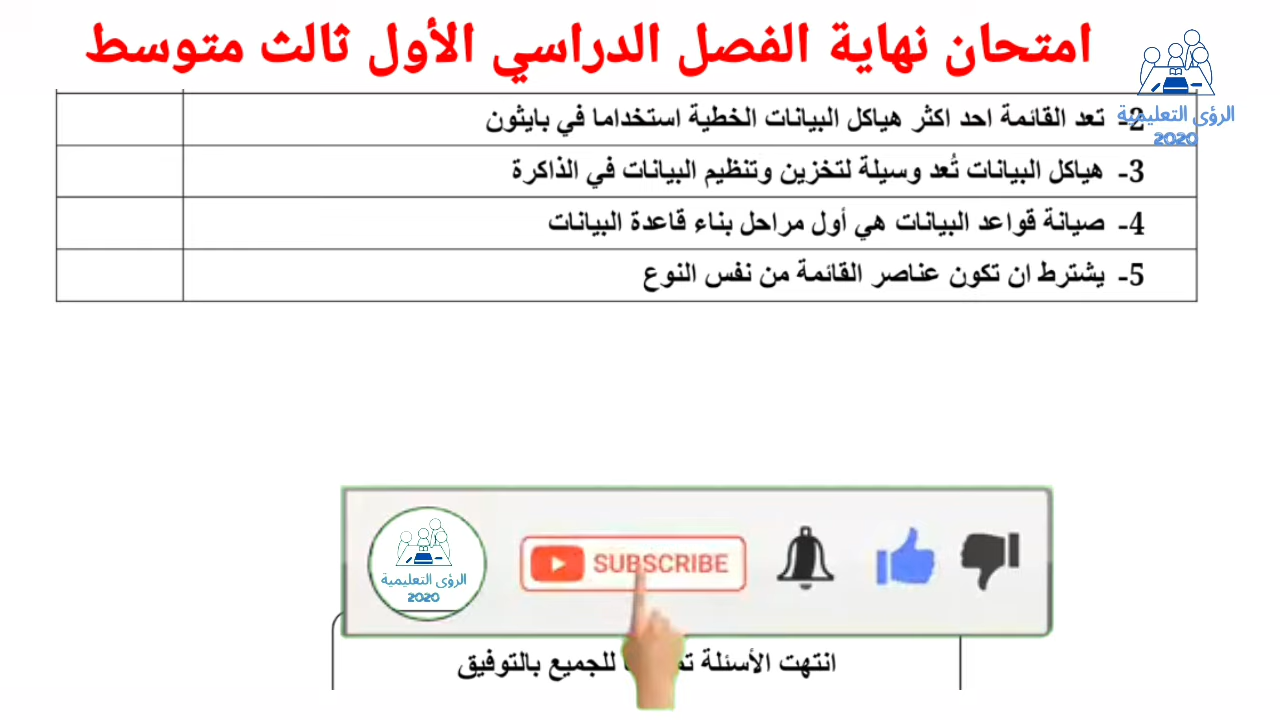 امتحان نهاية الفصل الدراسي الأول ثالث متوسط
الرؤى التعليمية
2020
2- تعد القائمة احد اكثر هياكل البيانات الخطية استخداما في بايثون
3- هياكل البيانات تُعد وسيلة لتخزين وتنظيم البيانات في الذاكرة
4- صيانة قواعد البيانات هي أول مراحل بناء قاعدة البيانات
5- يشترط ان تكون عناصر القائمة من نفس النوع
الرؤى التعليمية
2020
SUBSCRIBE
انتهت الأسئلة للجميع بالتوفيق